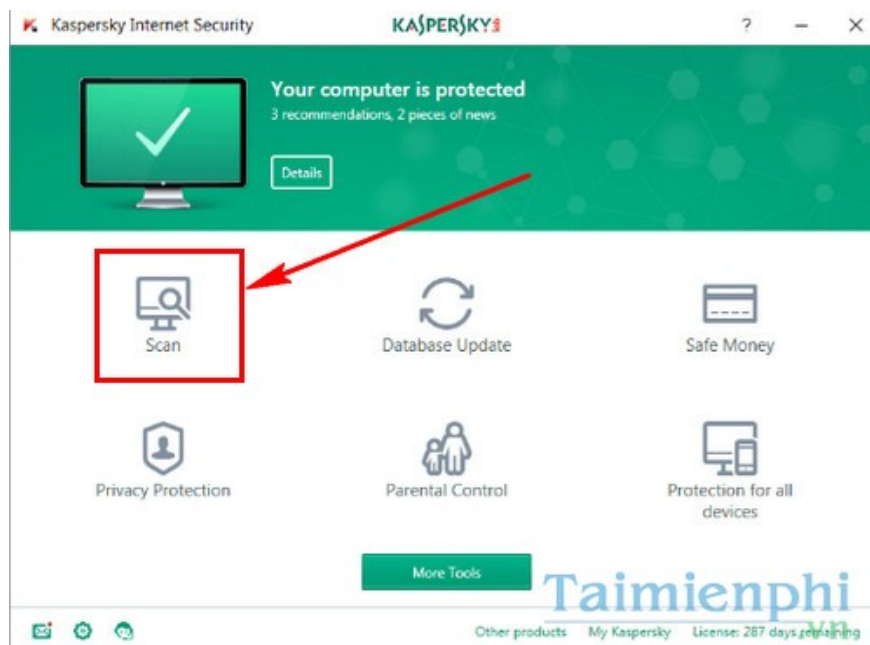 Kaspersky Internet Security
KASPERSKY
? – ×
Your computer is protected
3 recommendations, 2 pieces of news
Details
Scan
Database Update
Safe Money
Privacy Protection
Parental Control
Protection for all
devices
More Tools
Taimienphi
.vn
Other products My Kaspersky License: 287 days remaining